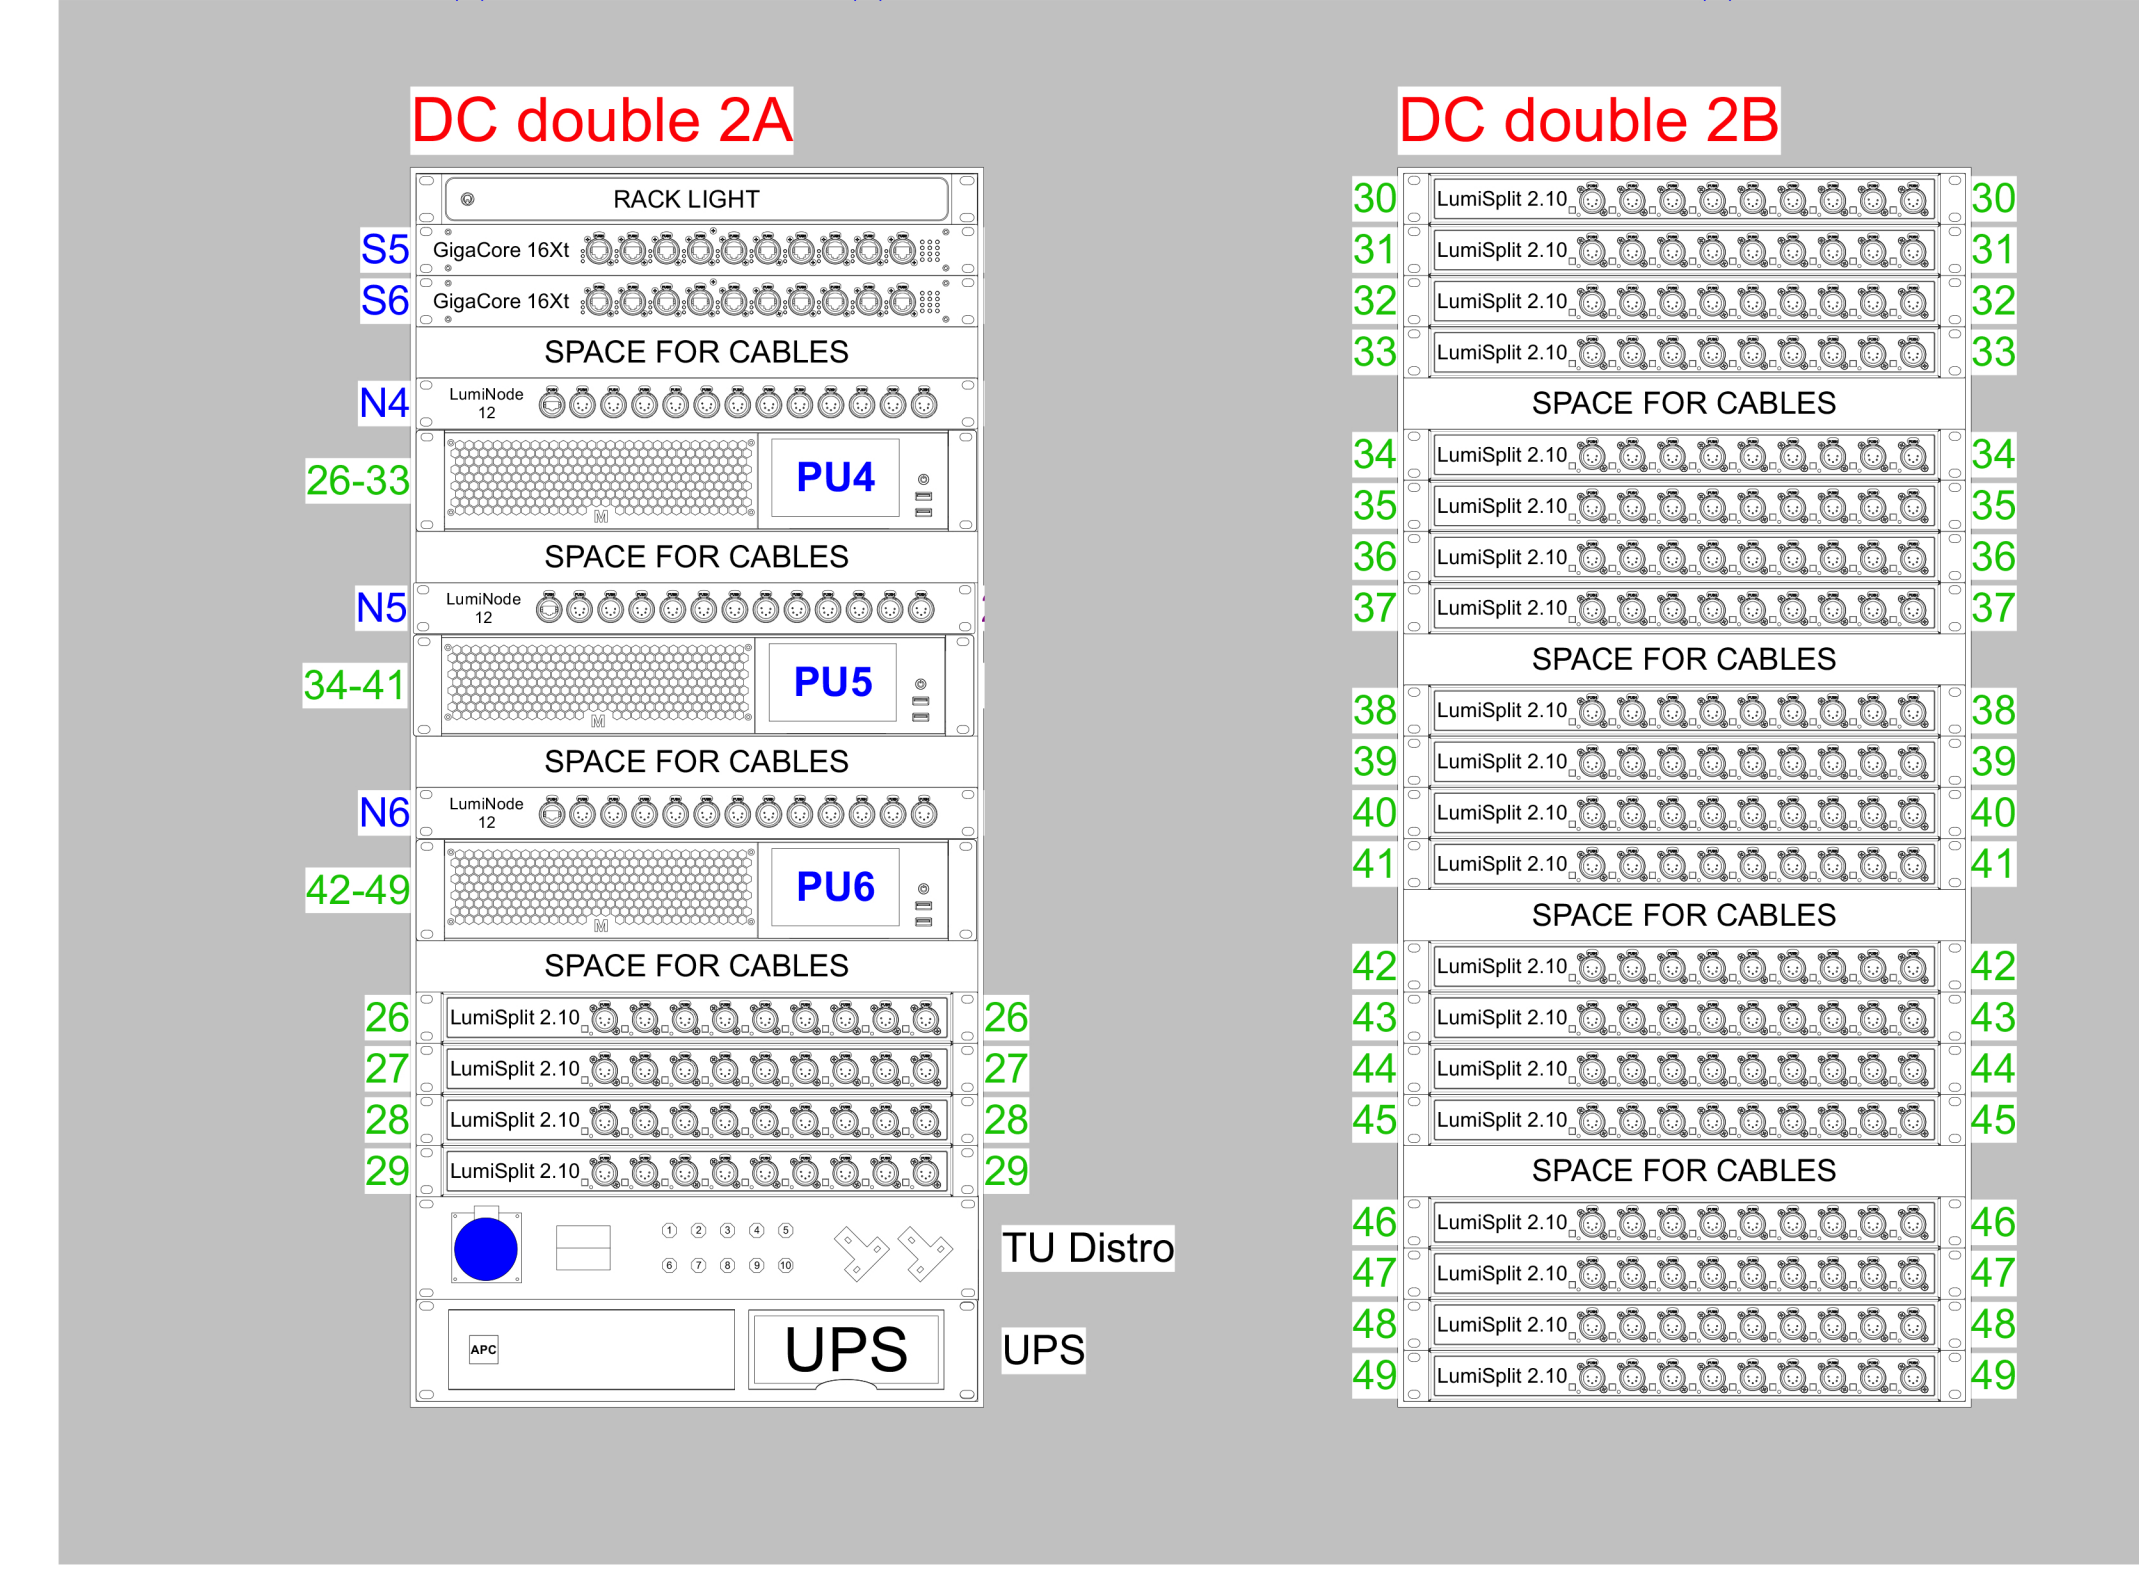 DC double 2A
RACK LIGHT
S5 GigaCore 16Xt
S6 GigaCore 16Xt
SPACE FOR CABLES
N4 LumiNode
12
26-33 PU4
SPACE FOR CABLES
N5 LumiNode
12
34-41 PU5
SPACE FOR CABLES
N6 LumiNode
12
42-49 PU6
SPACE FOR CABLES
26 LumiSplit 2.10 26
27 LumiSplit 2.10 27
28 LumiSplit 2.10 28
29 LumiSplit 2.10 29
1 2 3 4 5
6 7 8 9 10
TU Distro
APC UPS UPS
DC double 2B
30 LumiSplit 2.10 30
31 LumiSplit 2.10 31
32 LumiSplit 2.10 32
33 LumiSplit 2.10 33
SPACE FOR CABLES
34 LumiSplit 2.10 34
35 LumiSplit 2.10 35
36 LumiSplit 2.10 36
37 LumiSplit 2.10 37
SPACE FOR CABLES
38 LumiSplit 2.10 38
39 LumiSplit 2.10 39
40 LumiSplit 2.10 40
41 LumiSplit 2.10 41
SPACE FOR CABLES
42 LumiSplit 2.10 42
43 LumiSplit 2.10 43
44 LumiSplit 2.10 44
45 LumiSplit 2.10 45
SPACE FOR CABLES
46 LumiSplit 2.10 46
47 LumiSplit 2.10 47
48 LumiSplit 2.10 48
49 LumiSplit 2.10 49